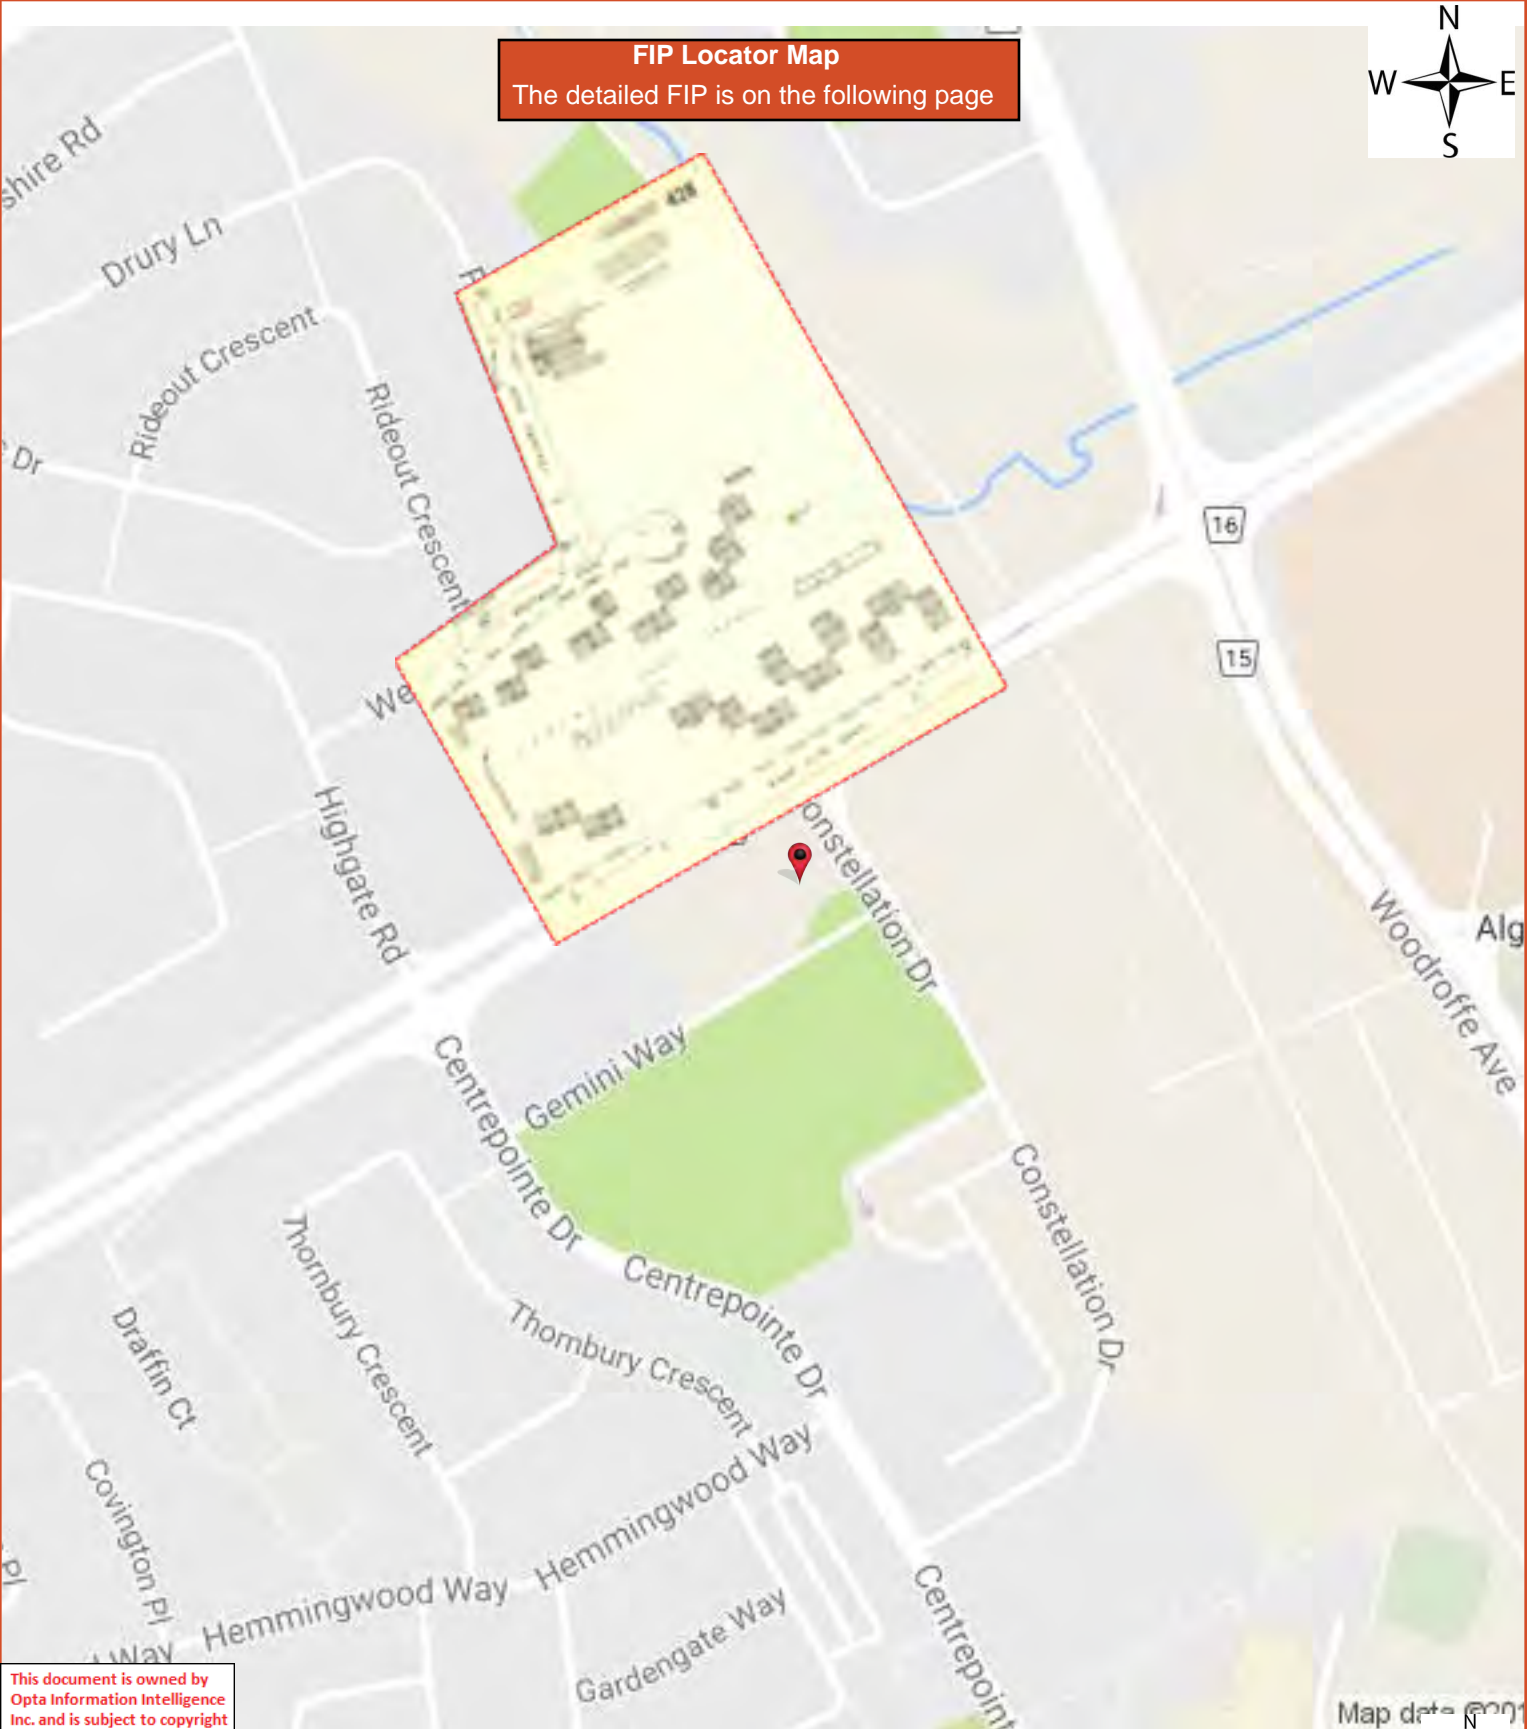 N
FIP Locator Map
The detailed FIP is on the following page
W
E
S
shire Rd
428
Drury Ln
Rideout Crescent
Rideout Crescent
Dr
16
15
We
Highgate Rd
onstellation Dr
Woodroffe Ave
Alg
Gemini Way
Centrepointe Dr
Constellation Dr
Thornbury Crescent
Centrepointe Dr
Draffin Ct
Thornbury Crescent
Hemmingwood Way
Covington Pl
Pl
Hemmingwood Way
Way
Gardengate Way
Centrepoint
This document is owned by
Opta Information Intelligence
Inc. and is subject to copyright
Map data ©201
N